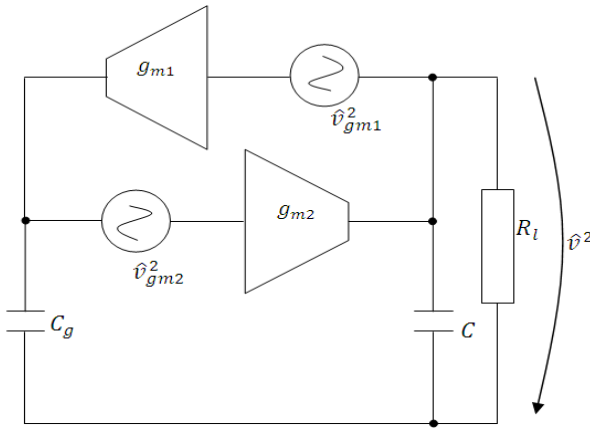 g_{m1}
\hat{v}^2_{gm1}
g_{m2}
\hat{v}^2_{gm2}
R_l
\hat{v}^2
C_g
C